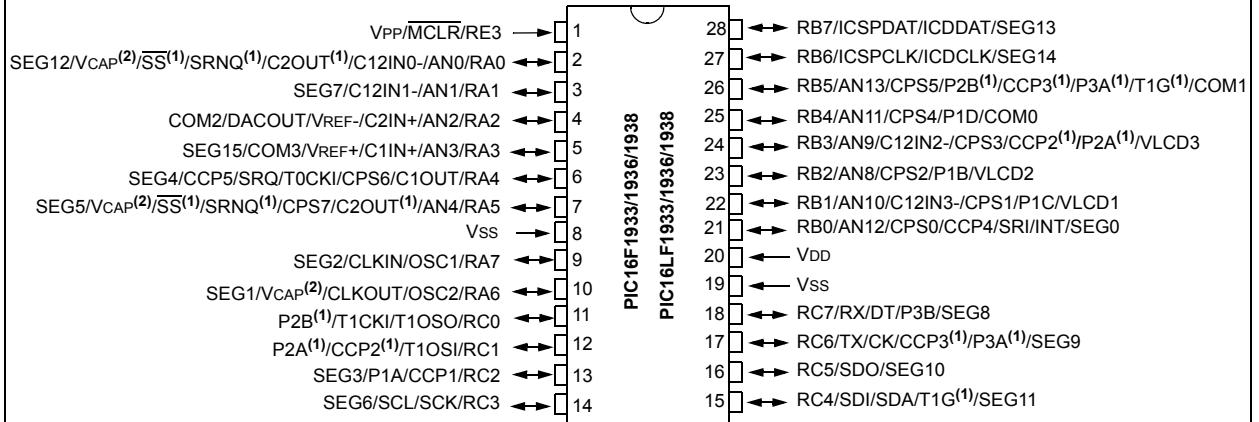 VPP/MCLR/RE3 1
SEG12/VCAP(2)/SS(1)/SRNQ(1)/C2OUT(1)/C12IN0-/AN0/RA0 2
SEG7/C12IN1-/AN1/RA1 3
COM2/DACOUT/VREF-/C2IN+/AN2/RA2 4
SEG15/COM3/VREF+/C1IN+/AN3/RA3 5
SEG4/CCP5/SRQ/T0CKI/CPS6/C1OUT/RA4 6
SEG5/VCAP(2)/SS(1)/SRNQ(1)/CPS7/C2OUT(1)/AN4/RA5 7
VSS 8
SEG2/CLKIN/OSC1/RA7 9
SEG1/VCAP(2)/CLKOUT/OSC2/RA6 10
P2B(1)/T1CKI/T1OSO/RC0 11
P2A(1)/CCP2(1)/T1OSI/RC1 12
SEG3/P1A/CCP1/RC2 13
SEG6/SCL/SCK/RC3 14
PIC16F1933/1936/1938
PIC16LF1933/1936/1938
28 RB7/ICSPDAT/ICDDAT/SEG13
27 RB6/ICSPCLK/ICDCLK/SEG14
26 RB5/AN13/CPS5/P2B(1)/CCP3(1)/P3A(1)/T1G(1)/COM1
25 RB4/AN11/CPS4/P1D/COM0
24 RB3/AN9/C12IN2-/CPS3/CCP2(1)/P2A(1)/VLCD3
23 RB2/AN8/CPS2/P1B/VLCD2
22 RB1/AN10/C12IN3-/CPS1/P1C/VLCD1
21 RB0/AN12/CPS0/CCP4/SRI/INT/SEG0
20 VDD
19 VSS
18 RC7/RX/DT/P3B/SEG8
17 RC6/TX/CK/CCP3(1)/P3A(1)/SEG9
16 RC5/SDO/SEG10
15 RC4/SDI/SDA/T1G(1)/SEG11